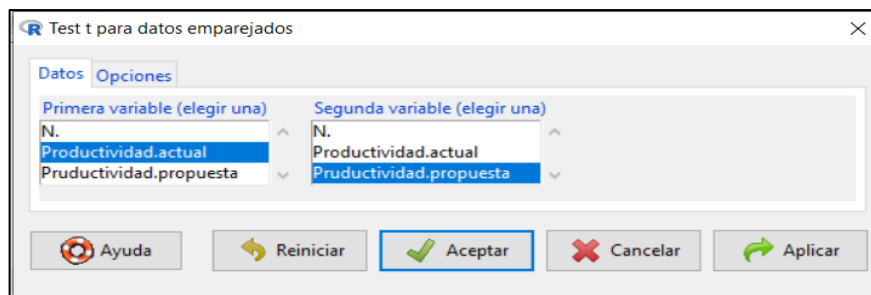 Test t para datos emparejados
Datos Opciones
Primera variable (elegir una) Segunda variable (elegir una)
N. N.
Productividad.actual Productividad.actual
Pruductividad.propuesta Pruductividad.propuesta
Ayuda Reiniciar Aceptar Cancelar Aplicar